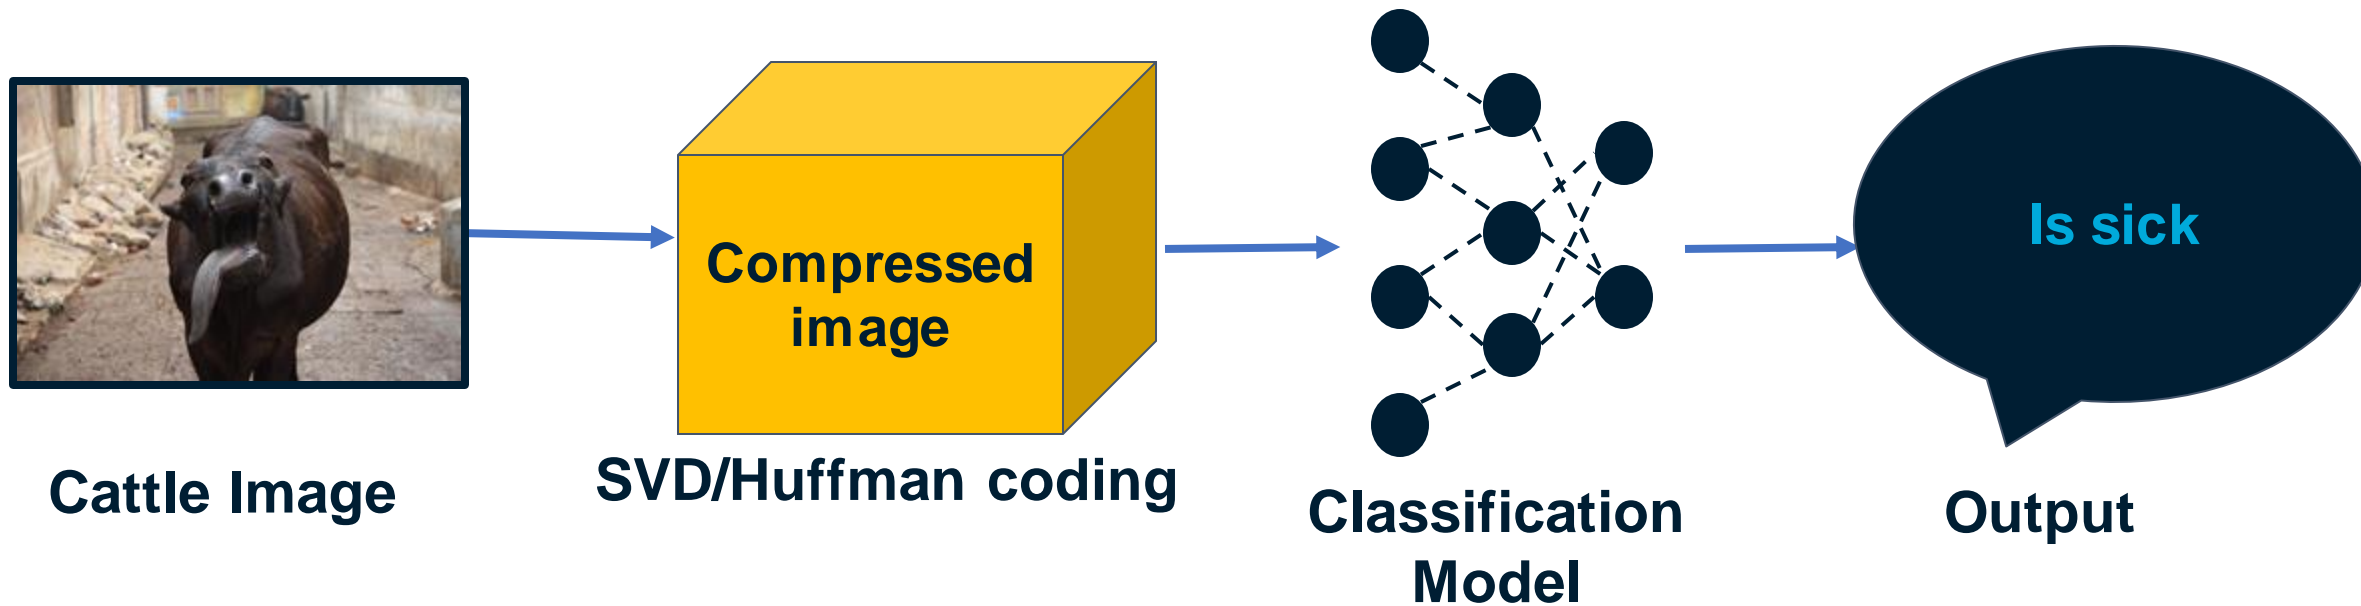 Compressed
image
Is sick
Cattle Image
SVD/Huffman coding
Classification
Model
Output